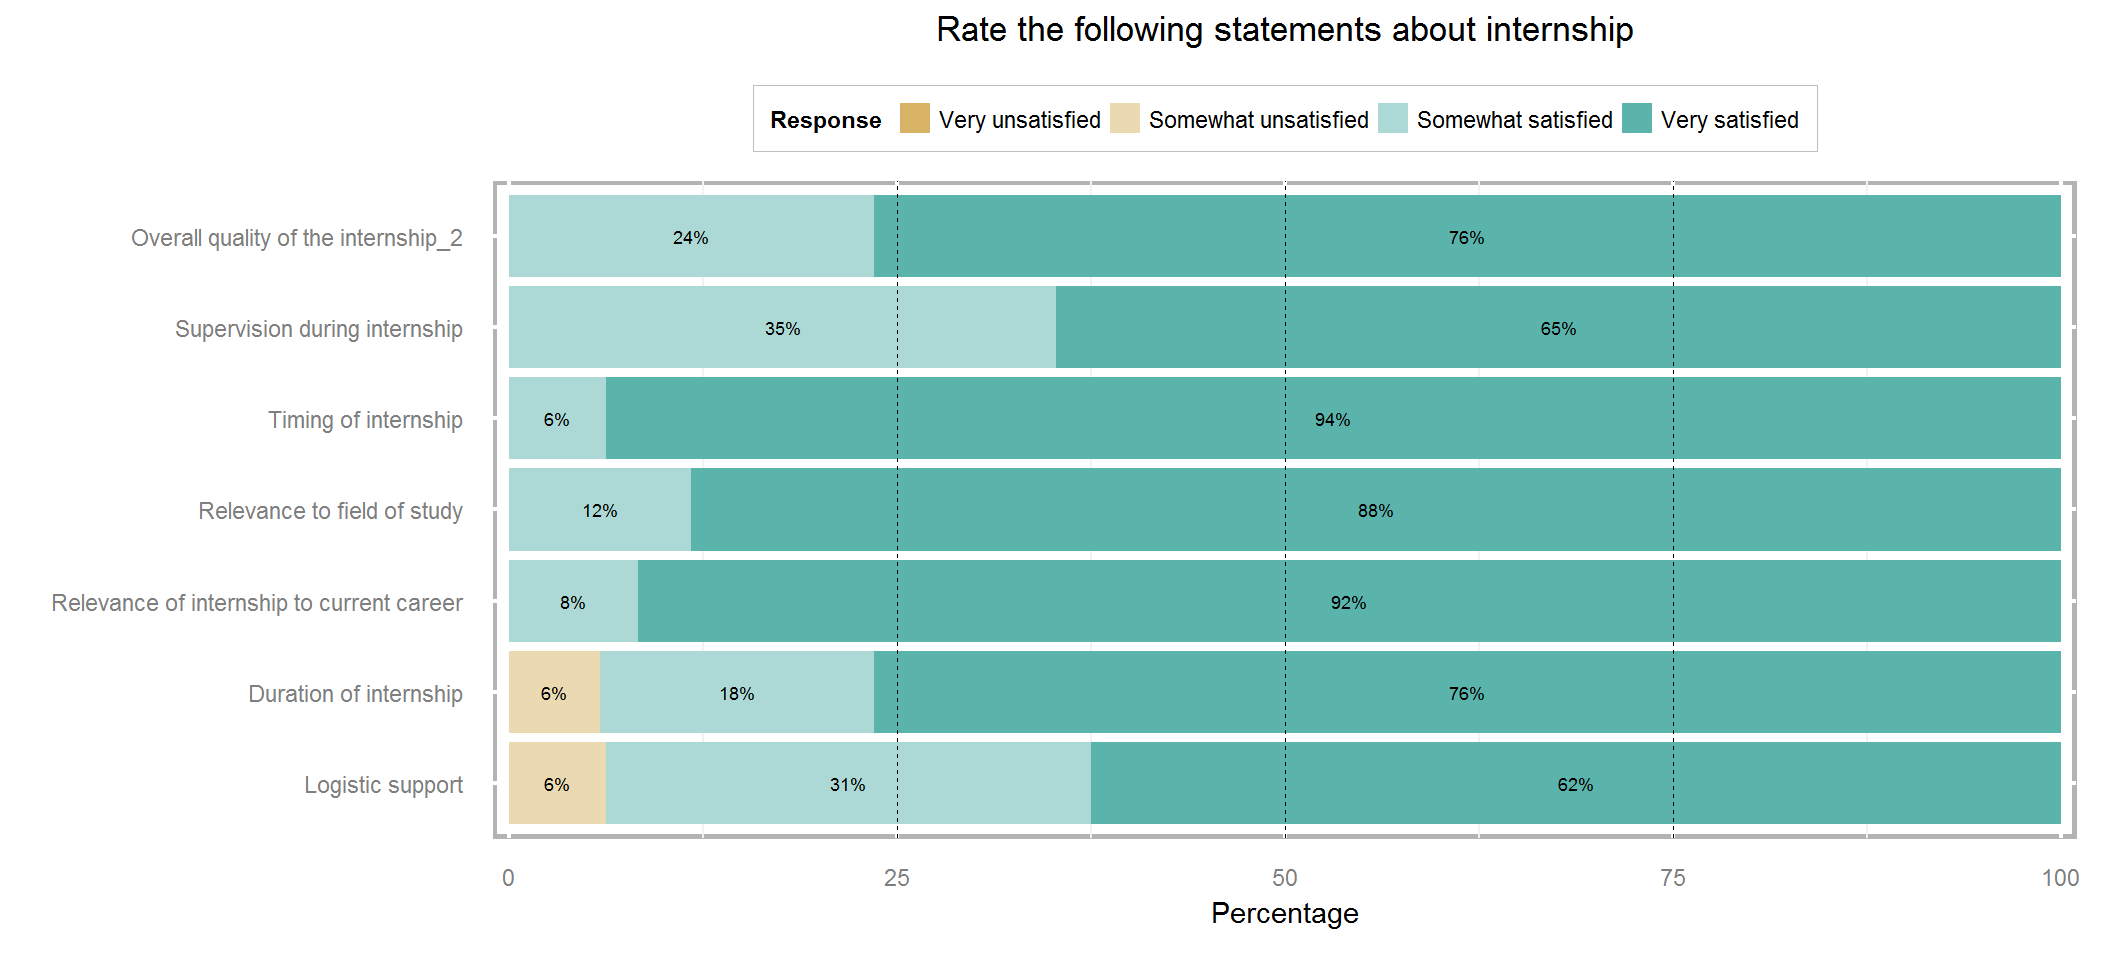 Rate the following statements about internship
Response Very unsatisfied Somewhat unsatisfied Somewhat satisfied Very satisfied
Overall quality of the internship_2 24% 76%
Supervision during internship 35% 65%
Timing of internship 6% 94%
Relevance to field of study 12% 88%
Relevance of internship to current career 8% 92%
Duration of internship 6% 18% 76%
Logistic support 6% 31% 62%
0 25 50 75 100
Percentage